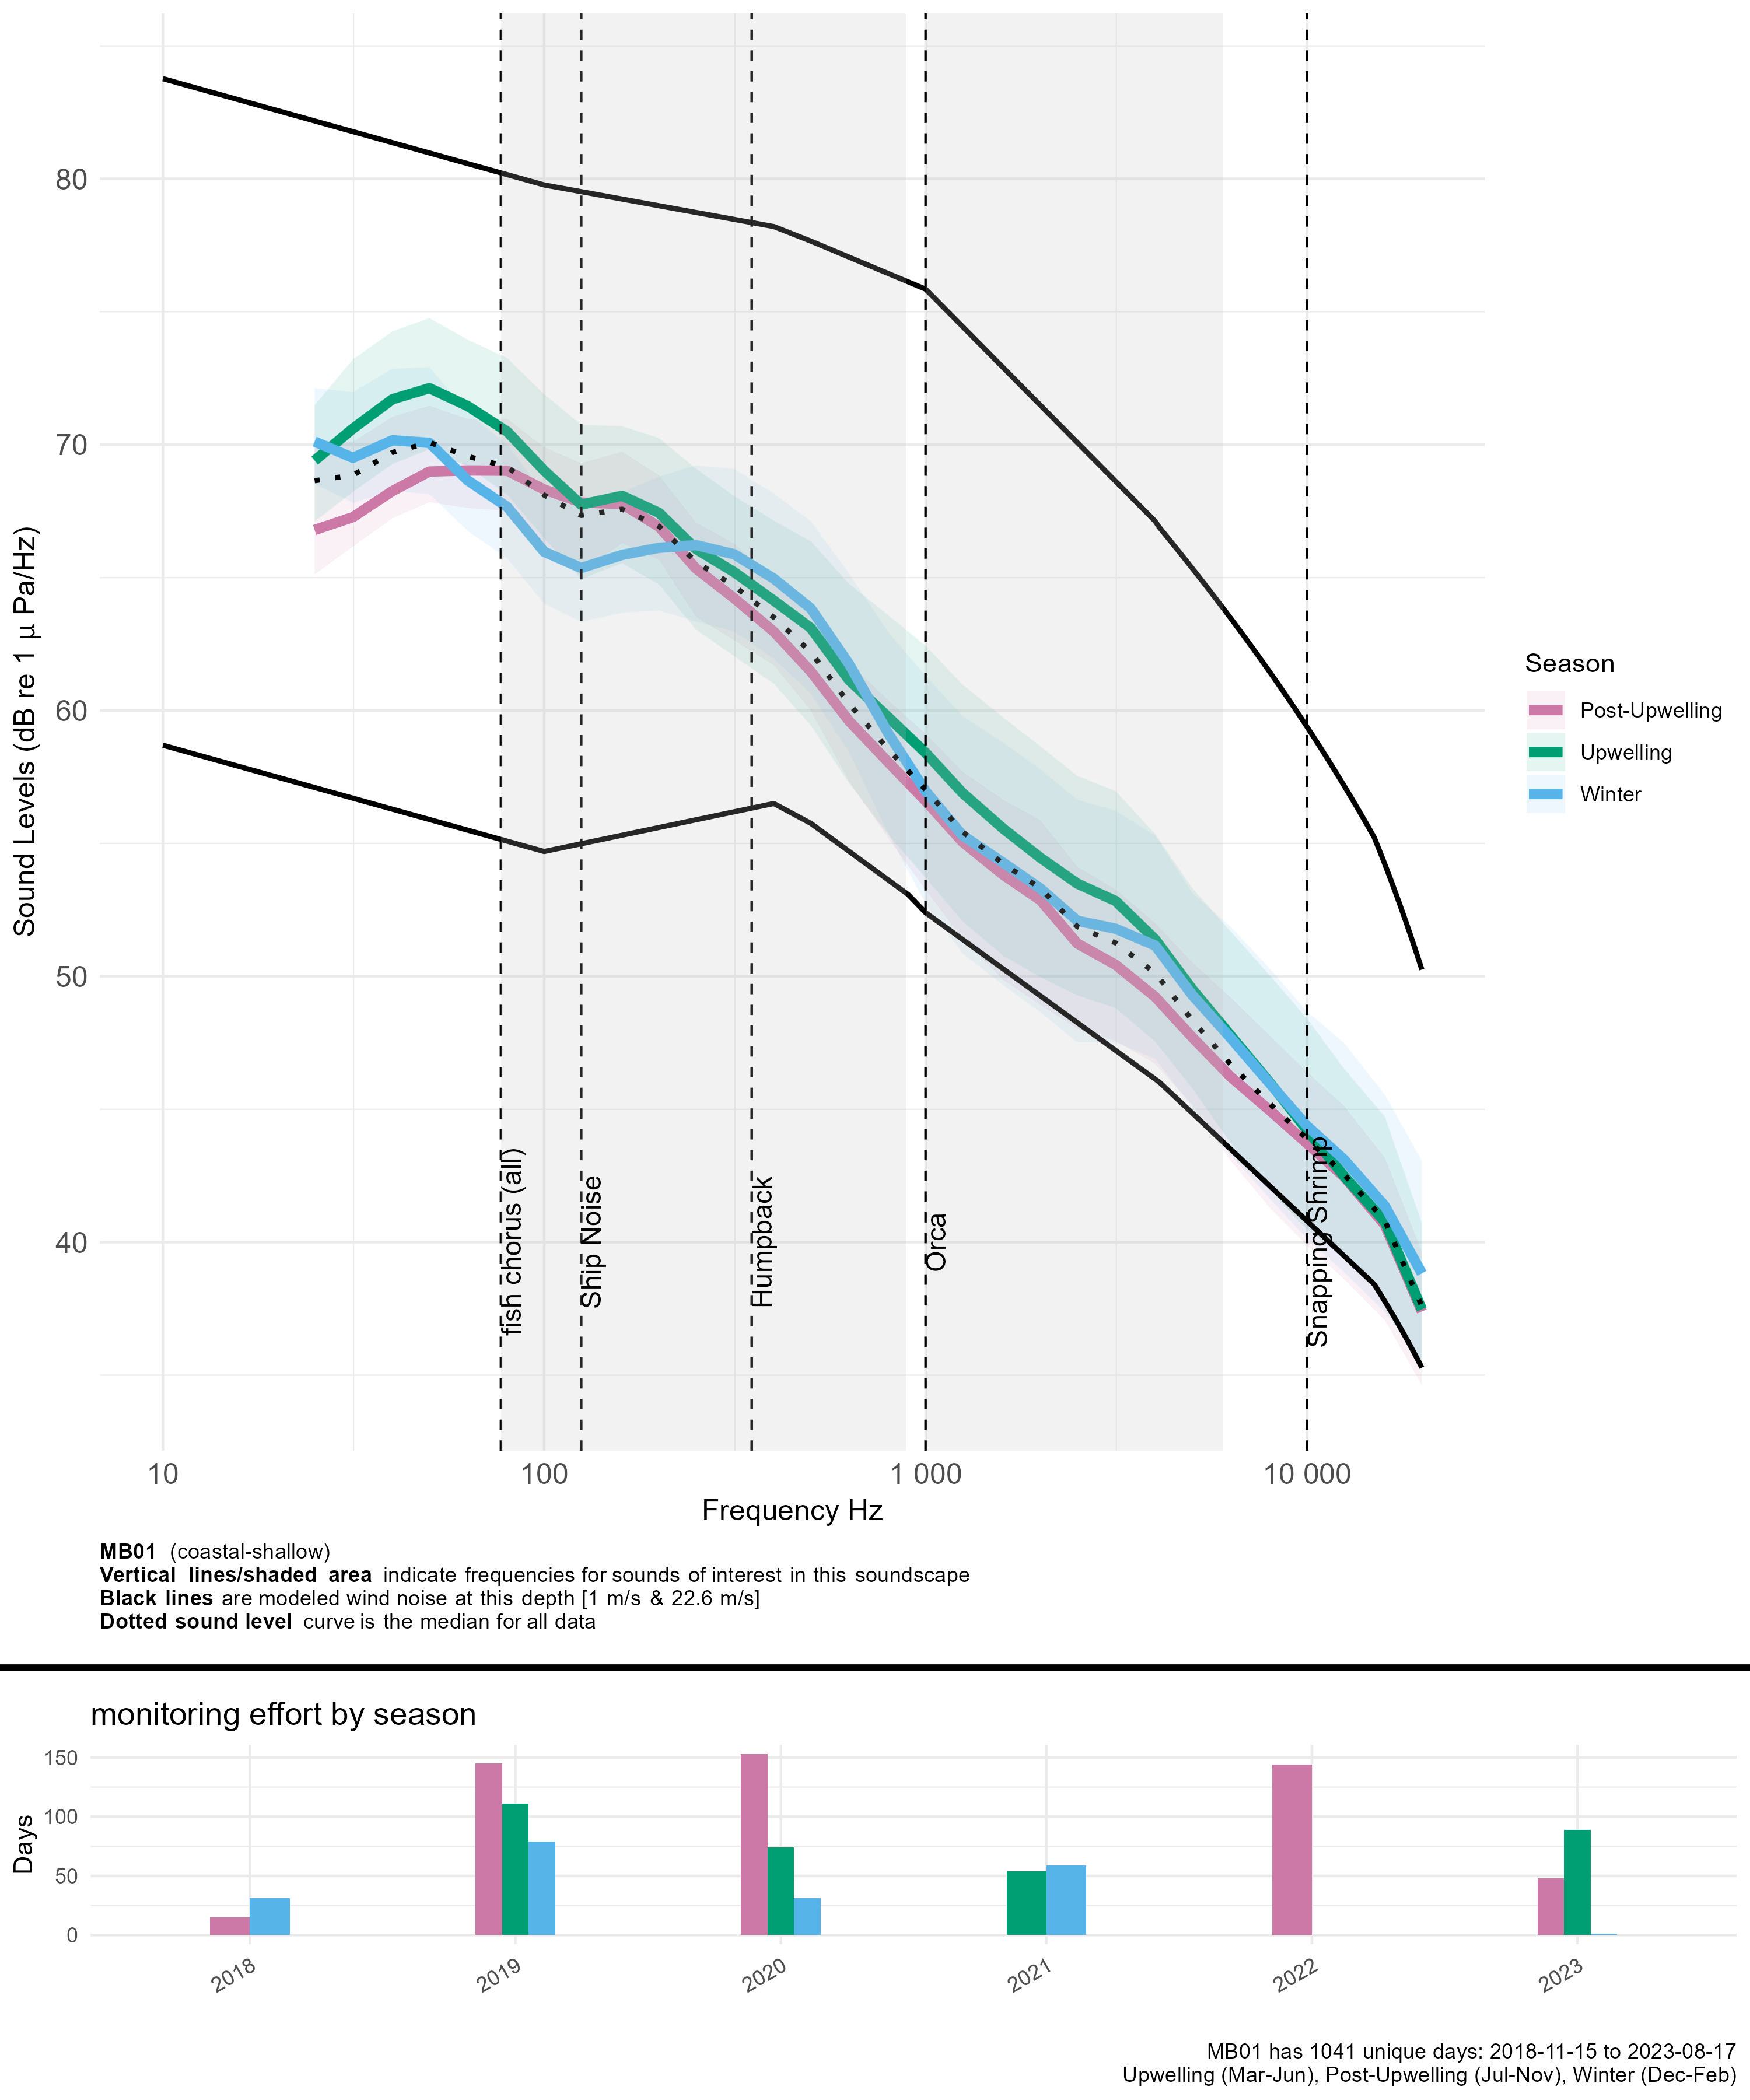 80
70
60
50
40
Sound Levels (dB re 1 µ Pa/Hz)
fish chorus (all)
Ship Noise
Humpback
Orca
Snapping Shrimp
Season
Post-Upwelling
Upwelling
Winter
10 100 1 000 10 000
Frequency Hz
MB01 (coastal-shallow)
Vertical lines/shaded area indicate frequencies for sounds of interest in this soundscape
Black lines are modeled wind noise at this depth [1 m/s & 22.6 m/s]
Dotted sound level curve is the median for all data
monitoring effort by season
150
100
50
0
Days
2018 2019 2020 2021 2022 2023
MB01 has 1041 unique days: 2018-11-15 to 2023-08-17
Upwelling (Mar-Jun), Post-Upwelling (Jul-Nov), Winter (Dec-Feb)